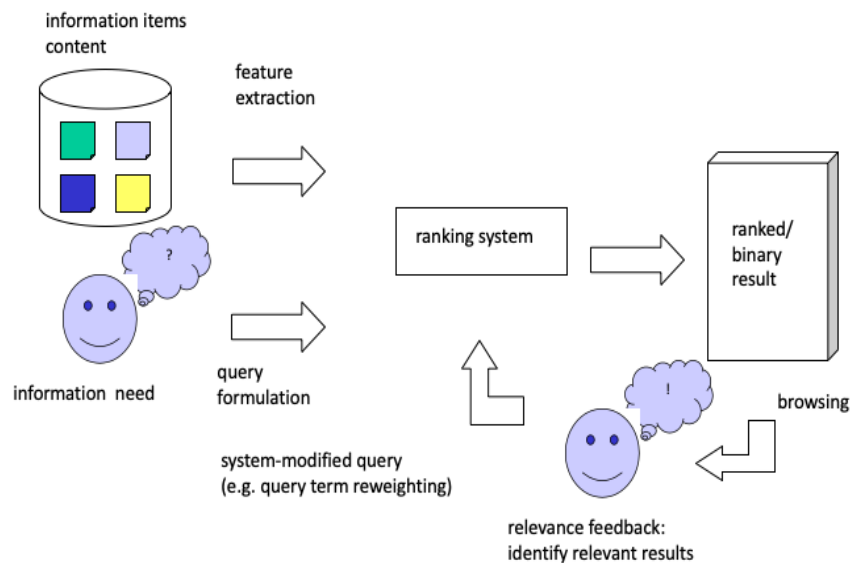 information items
content
feature
extraction
?
ranking system
ranked/
binary
result
information need
query
formulation
!
browsing
system-modified query
(e.g. query term reweighting)
relevance feedback:
identify relevant results